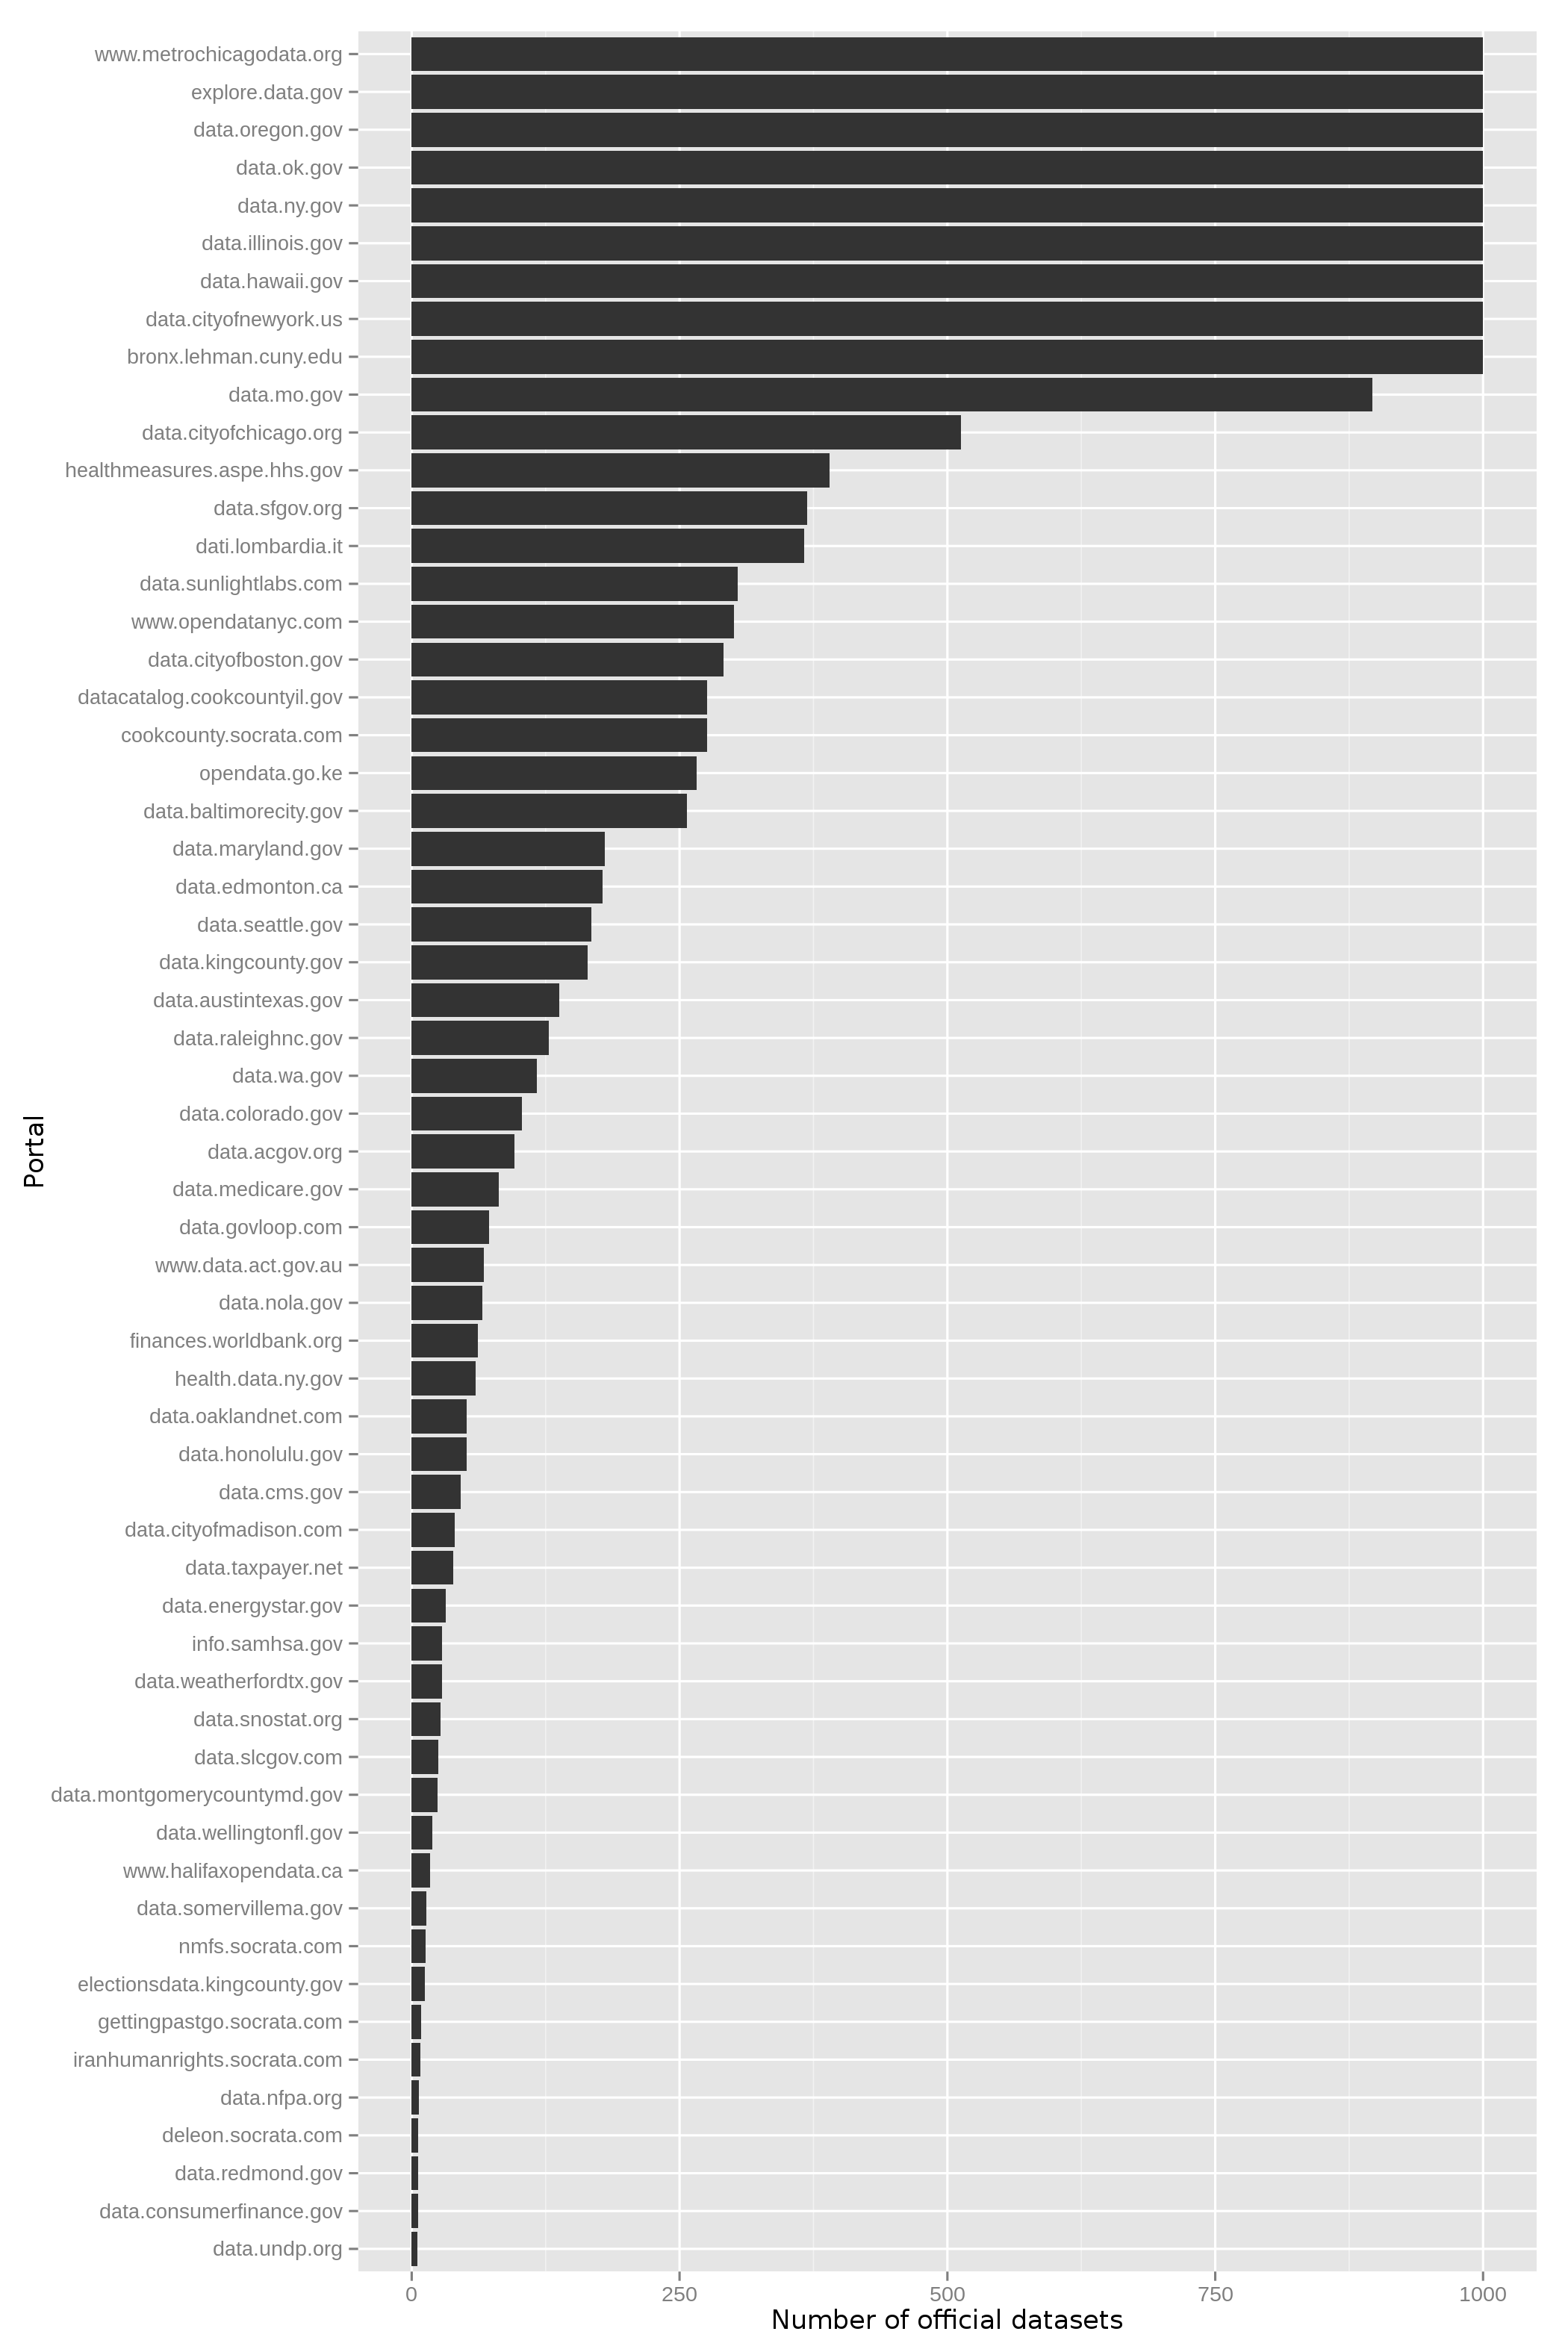 www.metrochicagodata.org
explore.data.gov
data.oregon.gov
data.ok.gov
data.ny.gov
data.illinois.gov
data.hawaii.gov
data.cityofnewyork.us
bronx.lehman.cuny.edu
data.mo.gov
data.cityofchicago.org
healthmeasures.aspe.hhs.gov
data.sfgov.org
dati.lombardia.it
data.sunlightlabs.com
www.opendatanyc.com
data.cityofboston.gov
datacatalog.cookcountyil.gov
cookcounty.socrata.com
opendata.go.ke
data.baltimorecity.gov
data.maryland.gov
data.edmonton.ca
data.seattle.gov
data.kingcounty.gov
data.austintexas.gov
data.raleighnc.gov
data.wa.gov
data.colorado.gov
data.acgov.org
data.medicare.gov
data.govloop.com
www.data.act.gov.au
data.nola.gov
finances.worldbank.org
health.data.ny.gov
data.oaklandnet.com
data.honolulu.gov
data.cms.gov
data.cityofmadison.com
data.taxpayer.net
data.energystar.gov
info.samhsa.gov
data.weatherfordtx.gov
data.snostat.org
data.slcgov.com
data.montgomerycountymd.gov
data.wellingtonfl.gov
www.halifaxopendata.ca
data.somervillema.gov
nmfs.socrata.com
electionsdata.kingcounty.gov
gettingpastgo.socrata.com
iranhumanrights.socrata.com
data.nfpa.org
deleon.socrata.com
data.redmond.gov
data.consumerfinance.gov
data.undp.org
Portal
0 250 500 750 1000
Number of official datasets